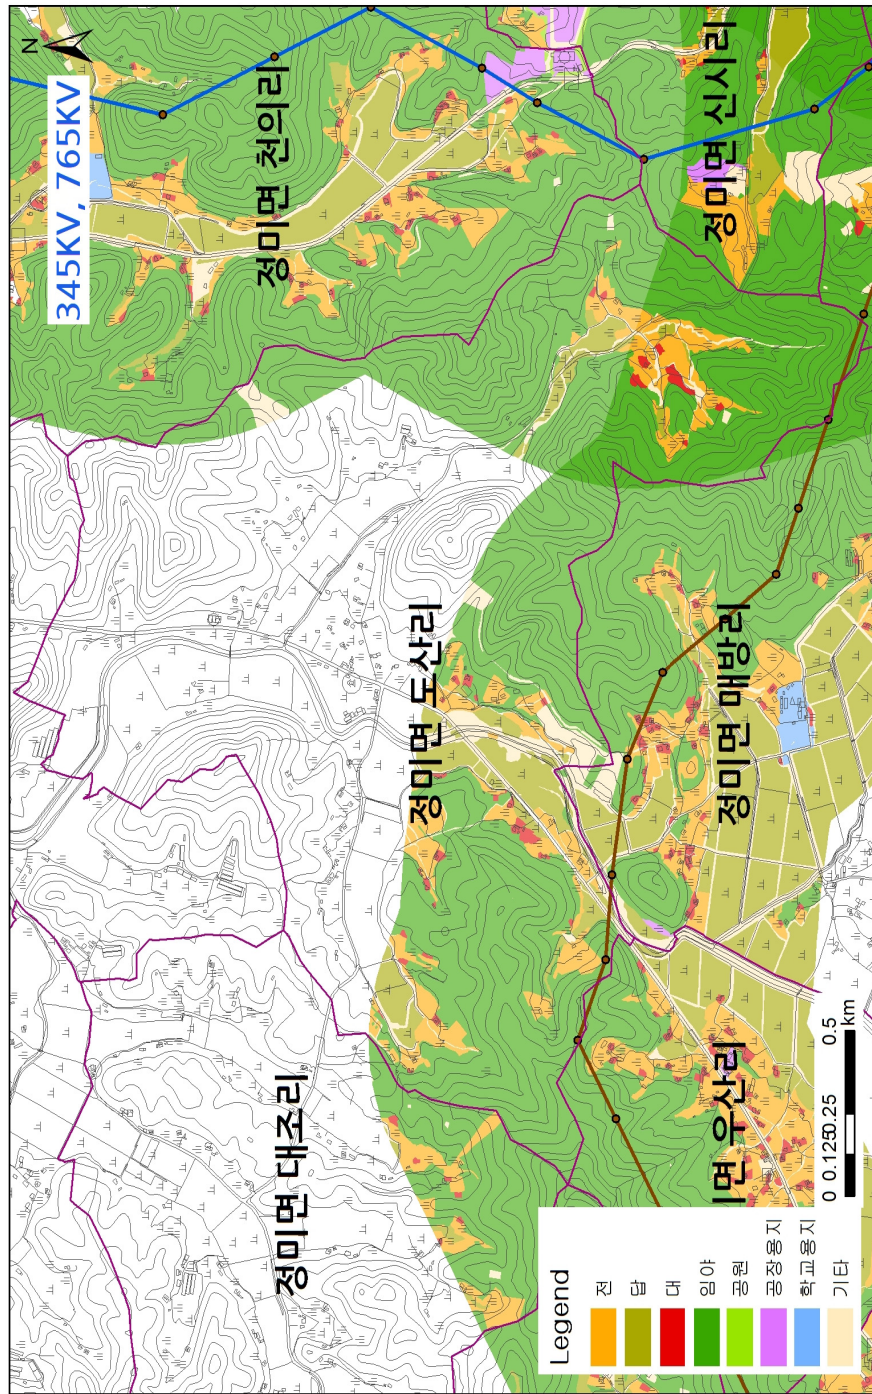 N
345KV, 765KV
정미면 천의리
정미면 신시리
정미면 도산리
정미면 매방리
정미면 대조리
미면 우산리
Legend
전
답
대
임야
공원
공장용지
학교용지
기타
0 0.125 0.25 0.5
km